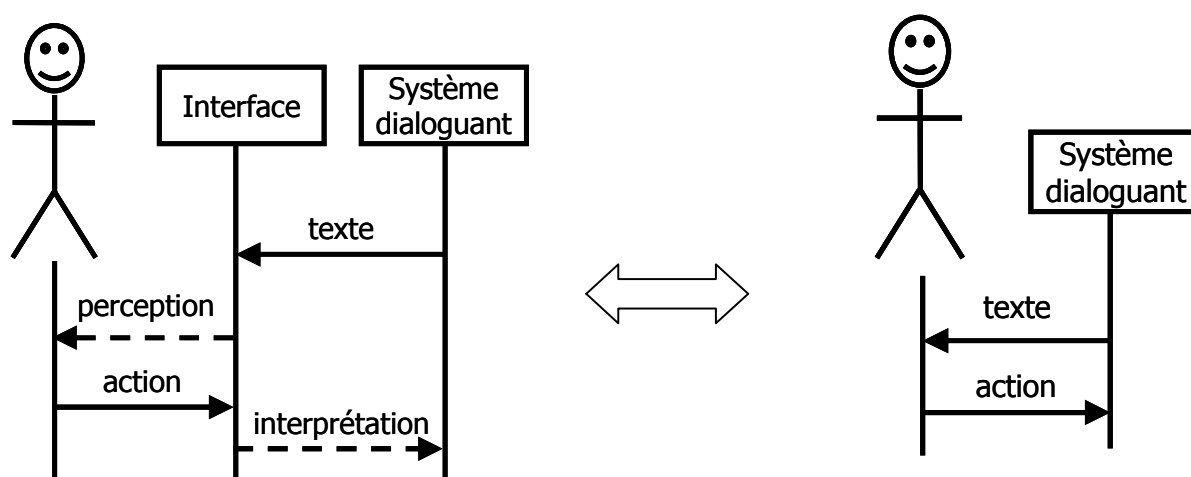 Interface
Système
dialoguant
texte
perception
action
interprétation
Système
dialoguant
texte
action